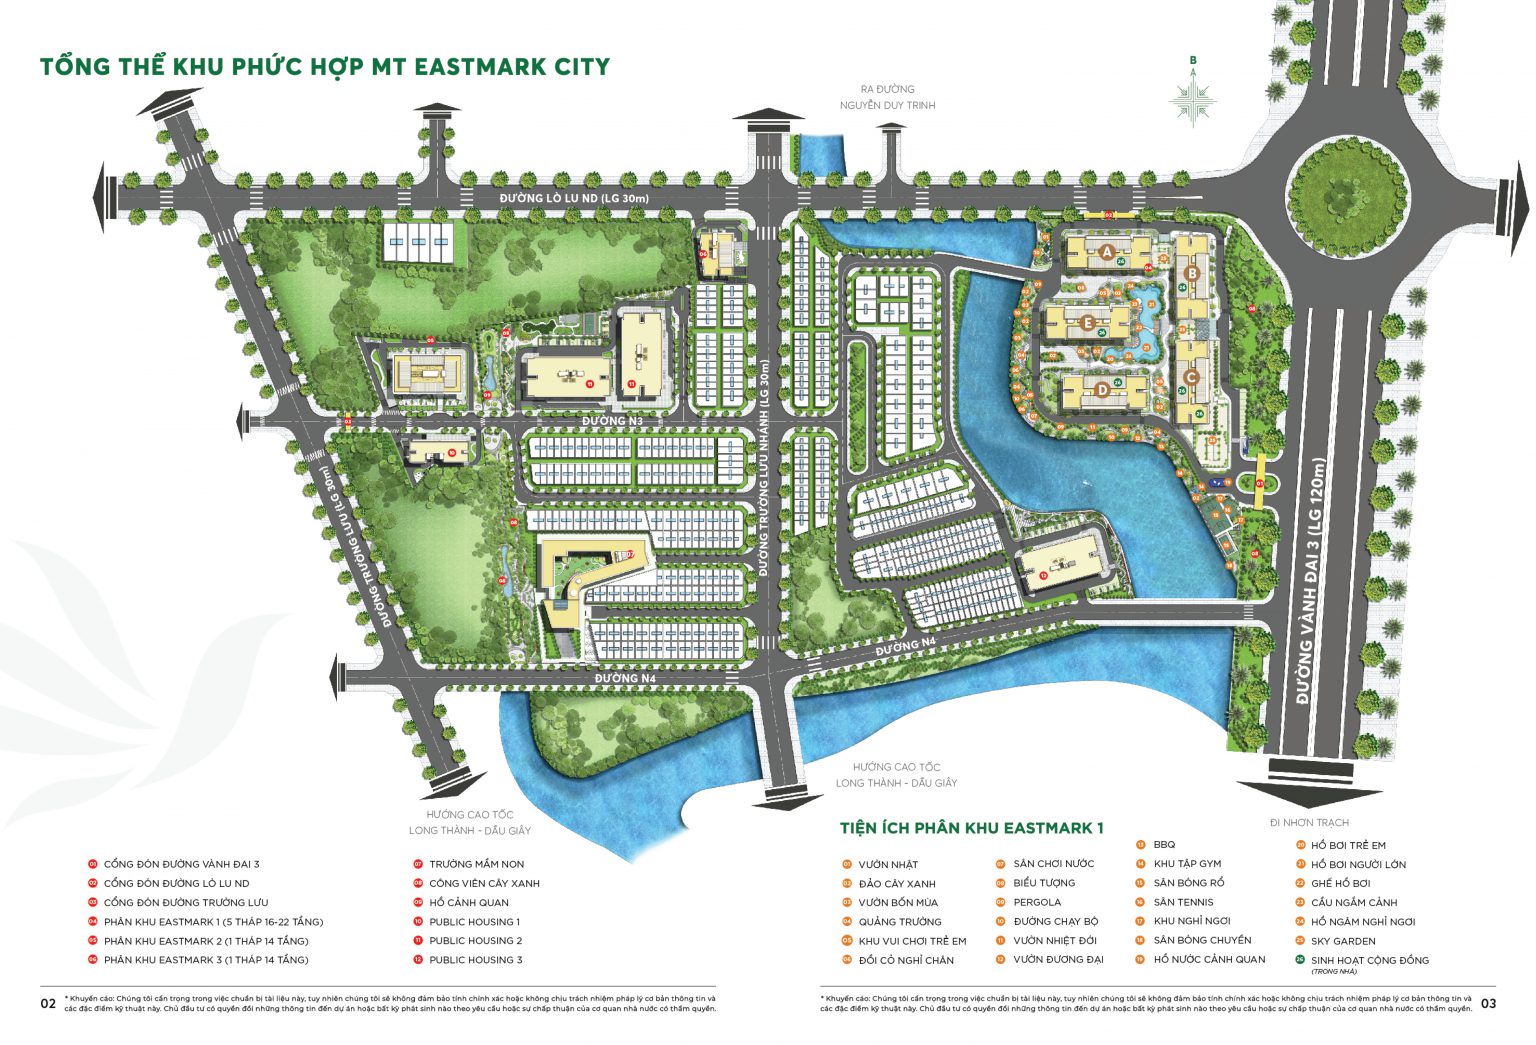 TỔNG THỂ KHU PHỨC HỢP MT EASTMARK CITY
B
RA ĐƯỜNG
NGUYỄN DUY TRINH
ĐƯỜNG LÒ LU ND (LG 30m)
A
B
C
D
E
ĐƯỜNG N3
ĐƯỜNG TRƯỜNG LƯU NHÁNH (LG 30m)
ĐƯỜNG TRƯỜNG LƯU (LG 30m)
ĐƯỜNG VÀNH ĐAI 3 (LG 120m)
ĐƯỜNG N4
ĐƯỜNG N4
HƯỚNG CAO TỐC
LONG THÀNH - DẦU GIÂY
HƯỚNG CAO TỐC
LONG THÀNH - DẦU GIÂY
ĐI NHƠN TRẠCH
01 CỔNG ĐÓN ĐƯỜNG VÀNH ĐAI 3
02 CỔNG ĐÓN ĐƯỜNG LÒ LU ND
03 CỔNG ĐÓN ĐƯỜNG TRƯỜNG LƯU
04 PHÂN KHU EASTMARK 1 (5 THÁP 16-22 TẦNG)
05 PHÂN KHU EASTMARK 2 (1 THÁP 14 TẦNG)
06 PHÂN KHU EASTMARK 3 (1 THÁP 14 TẦNG)
07 TRƯỜNG MẦM NON
08 CÔNG VIÊN CÂY XANH
09 HỒ CẢNH QUAN
10 PUBLIC HOUSING 1
11 PUBLIC HOUSING 2
12 PUBLIC HOUSING 3
TIỆN ÍCH PHÂN KHU EASTMARK 1
01 VƯỜN NHẬT
02 ĐẢO CÂY XANH
03 VƯỜN BỐN MÙA
04 QUẢNG TRƯỜNG
05 KHU VUI CHƠI TRẺ EM
06 ĐỒI CỎ NGHỈ CHÂN
07 SÂN CHƠI NƯỚC
08 BIỂU TƯỢNG
09 PERGOLA
10 ĐƯỜNG CHẠY BỘ
11 VƯỜN NHIỆT ĐỚI
12 VƯỜN ĐƯƠNG ĐẠI
13 BBQ
14 KHU TẬP GYM
15 SÂN BÓNG RỔ
16 SÂN TENNIS
17 KHU NGHỈ NGƠI
18 SÂN BÓNG CHUYỀN
19 HỒ NƯỚC CẢNH QUAN
20 HỒ BƠI TRẺ EM
21 HỒ BƠI NGƯỜI LỚN
22 GHẾ HỒ BƠI
23 CẦU NGẮM CẢNH
24 HỒ NGÂM NGHỈ NGƠI
25 SKY GARDEN
26 SINH HOẠT CỘNG ĐỒNG
(TRONG NHÀ)
02
* Khuyến cáo: Chúng tôi cẩn trọng trong việc chuẩn bị tài liệu này, tuy nhiên chúng tôi sẽ không đảm bảo tính chính xác hoặc không chịu trách nhiệm pháp lý cơ bản thông tin và
các đặc điểm kỹ thuật này. Chủ đầu tư có quyền đổi những thông tin đến dự án hoặc bất kỳ phát sinh nào theo yêu cầu hoặc sự chấp thuận của cơ quan nhà nước có thẩm quyền.
* Khuyến cáo: Chúng tôi cẩn trọng trong việc chuẩn bị tài liệu này, tuy nhiên chúng tôi sẽ không đảm bảo tính chính xác hoặc không chịu trách nhiệm pháp lý cơ bản thông tin và
các đặc điểm kỹ thuật này. Chủ đầu tư có quyền đổi những thông tin đến dự án hoặc bất kỳ phát sinh nào theo yêu cầu hoặc sự chấp thuận của cơ quan nhà nước có thẩm quyền.
03